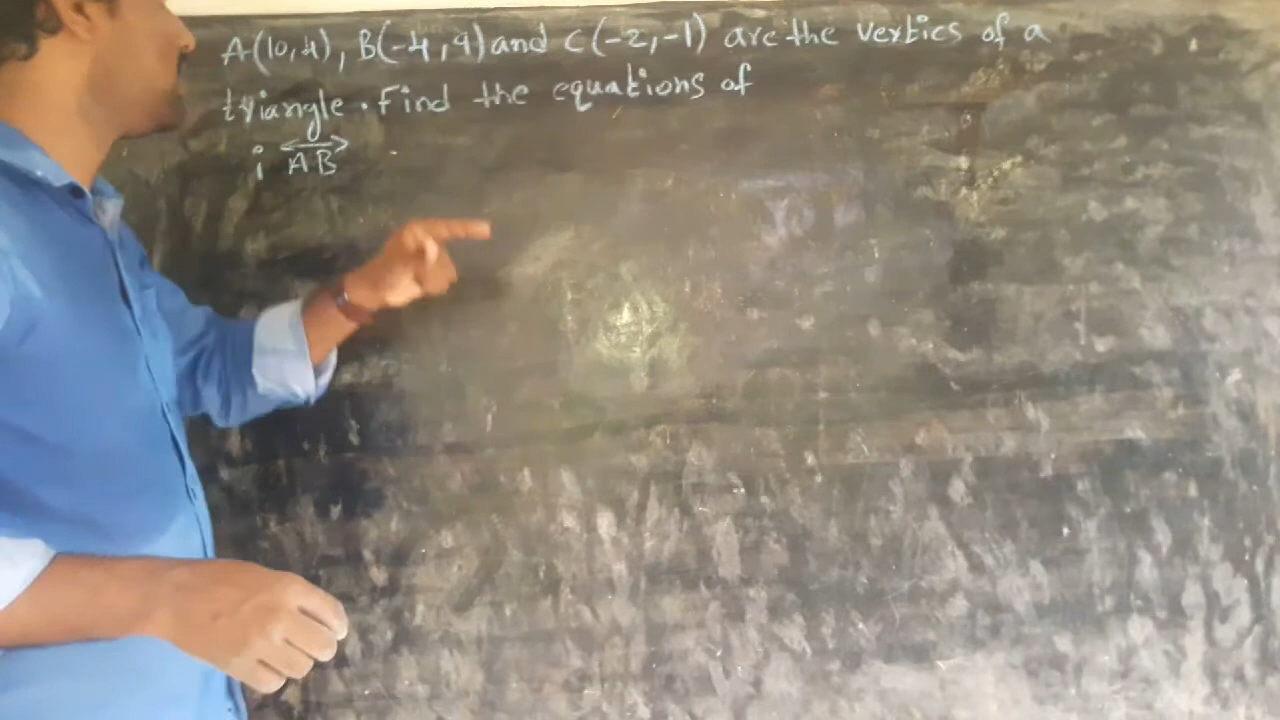 A(10,4), B(-4,9) and C(-2,-1) are the vertics of a
triangle. Find the equations of
i AB